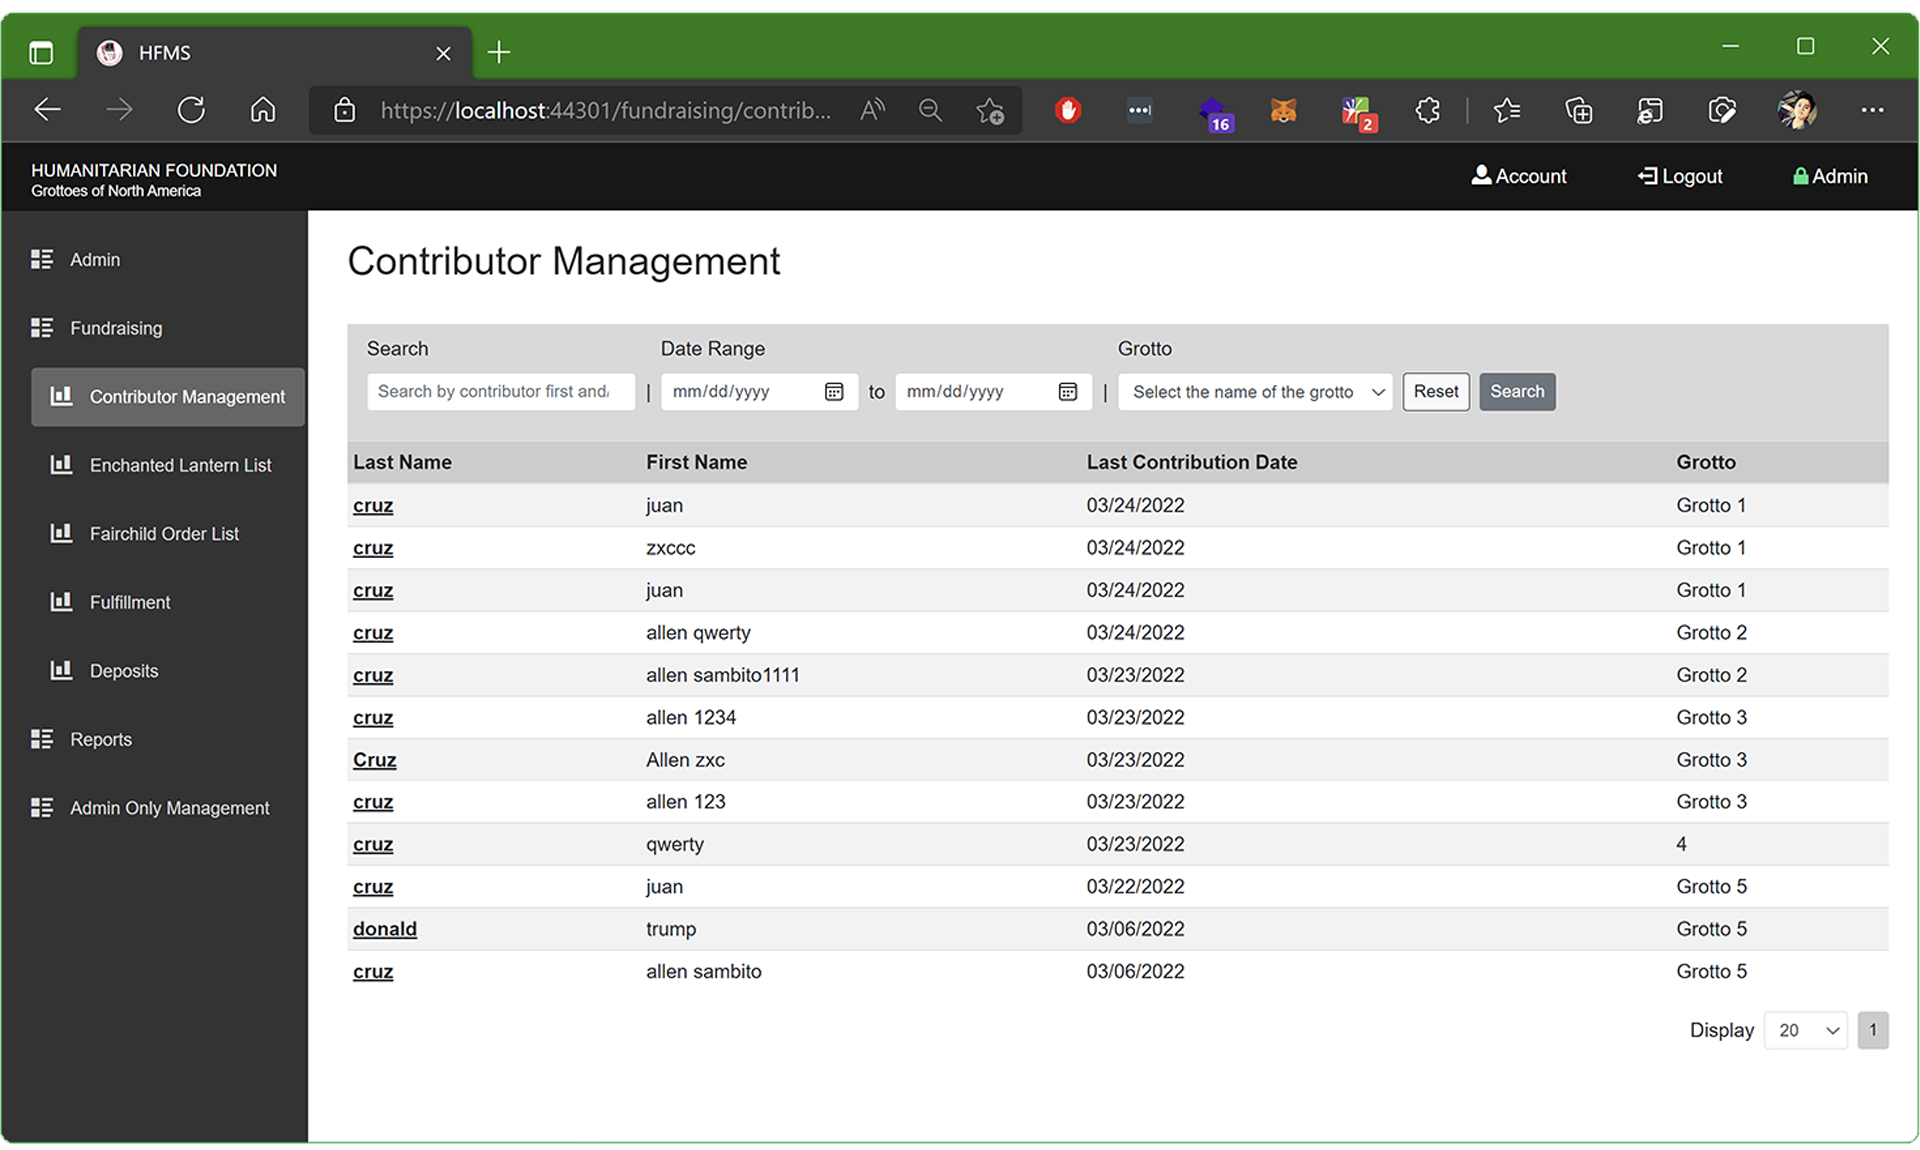 HFMS
https://localhost:44301/fundraising/contrib...
16
2
HUMANITARIAN FOUNDATION
Grottoes of North America
Account
Logout
Admin
Admin
Fundraising
Contributor Management
Enchanted Lantern List
Fairchild Order List
Fulfillment
Deposits
Reports
Admin Only Management
Contributor Management
Search Date Range Grotto
Search by contributor first and/ | mm/dd/yyyy to mm/dd/yyyy | Select the name of the grotto Reset Search
Last Name First Name Last Contribution Date Grotto
cruz juan 03/24/2022 Grotto 1
cruz zxccc 03/24/2022 Grotto 1
cruz juan 03/24/2022 Grotto 1
cruz allen qwerty 03/24/2022 Grotto 2
cruz allen sambito1111 03/23/2022 Grotto 2
cruz allen 1234 03/23/2022 Grotto 3
Cruz Allen zxc 03/23/2022 Grotto 3
cruz allen 123 03/23/2022 Grotto 3
cruz qwerty 03/23/2022 4
cruz juan 03/22/2022 Grotto 5
donald trump 03/06/2022 Grotto 5
cruz allen sambito 03/06/2022 Grotto 5
Display 20 1